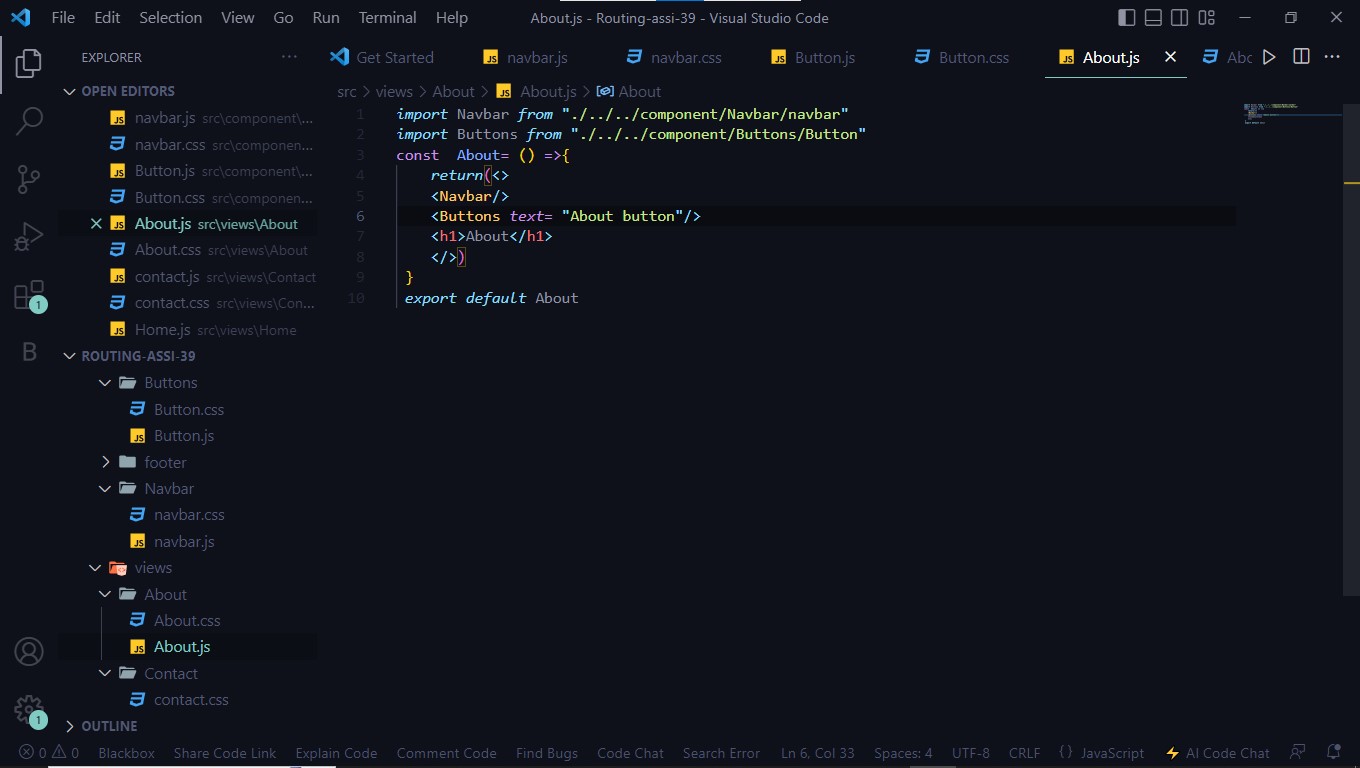 File Edit Selection View Go Run Terminal Help About.js - Routing-assi-39 - Visual Studio Code
EXPLORER ···
Get Started navbar.js navbar.css Button.js Button.css About.js Abc
src > views > About > About.js > About
OPEN EDITORS
navbar.js src\component\...
navbar.css src\componen...
Button.js src\component\...
Button.css src\componen...
About.js src\views\About
About.css src\views\About
contact.js src\views\Contact
contact.css src\views\Con...
Home.js src\views\Home
ROUTING-ASSI-39
Buttons
Button.css
Button.js
footer
Navbar
navbar.css
navbar.js
views
About
About.css
About.js
Contact
contact.css
OUTLINE
1
B
1
1 import Navbar from "./../../component/Navbar/navbar"
2 import Buttons from "./../../component/Buttons/Button"
3 const  About= () =>{
4 return(<>
5 <Navbar/>
6 <Buttons text= "About button"/>
7 <h1>About</h1>
8 </>)
9 }
10 export default About
0 0 Blackbox Share Code Link Explain Code Comment Code Find Bugs Code Chat Search Error Ln 6, Col 33 Spaces: 4 UTF-8 CRLF {} JavaScript AI Code Chat